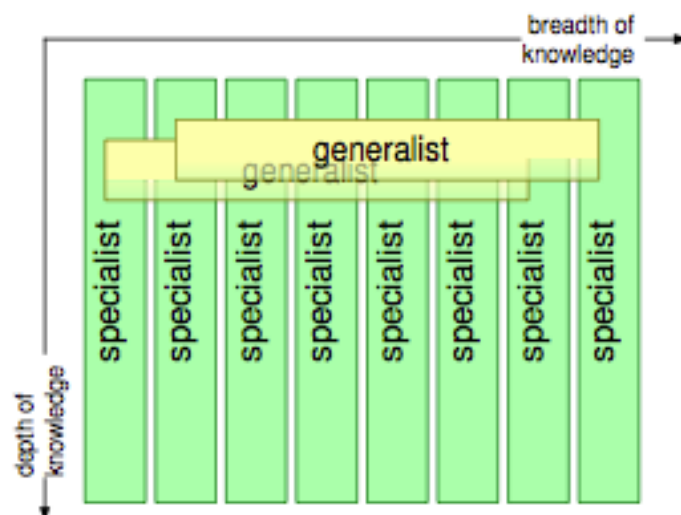 breadth of
knowledge
generalist
generalist
specialist
specialist
specialist
specialist
specialist
specialist
specialist
specialist
depth of
knowledge